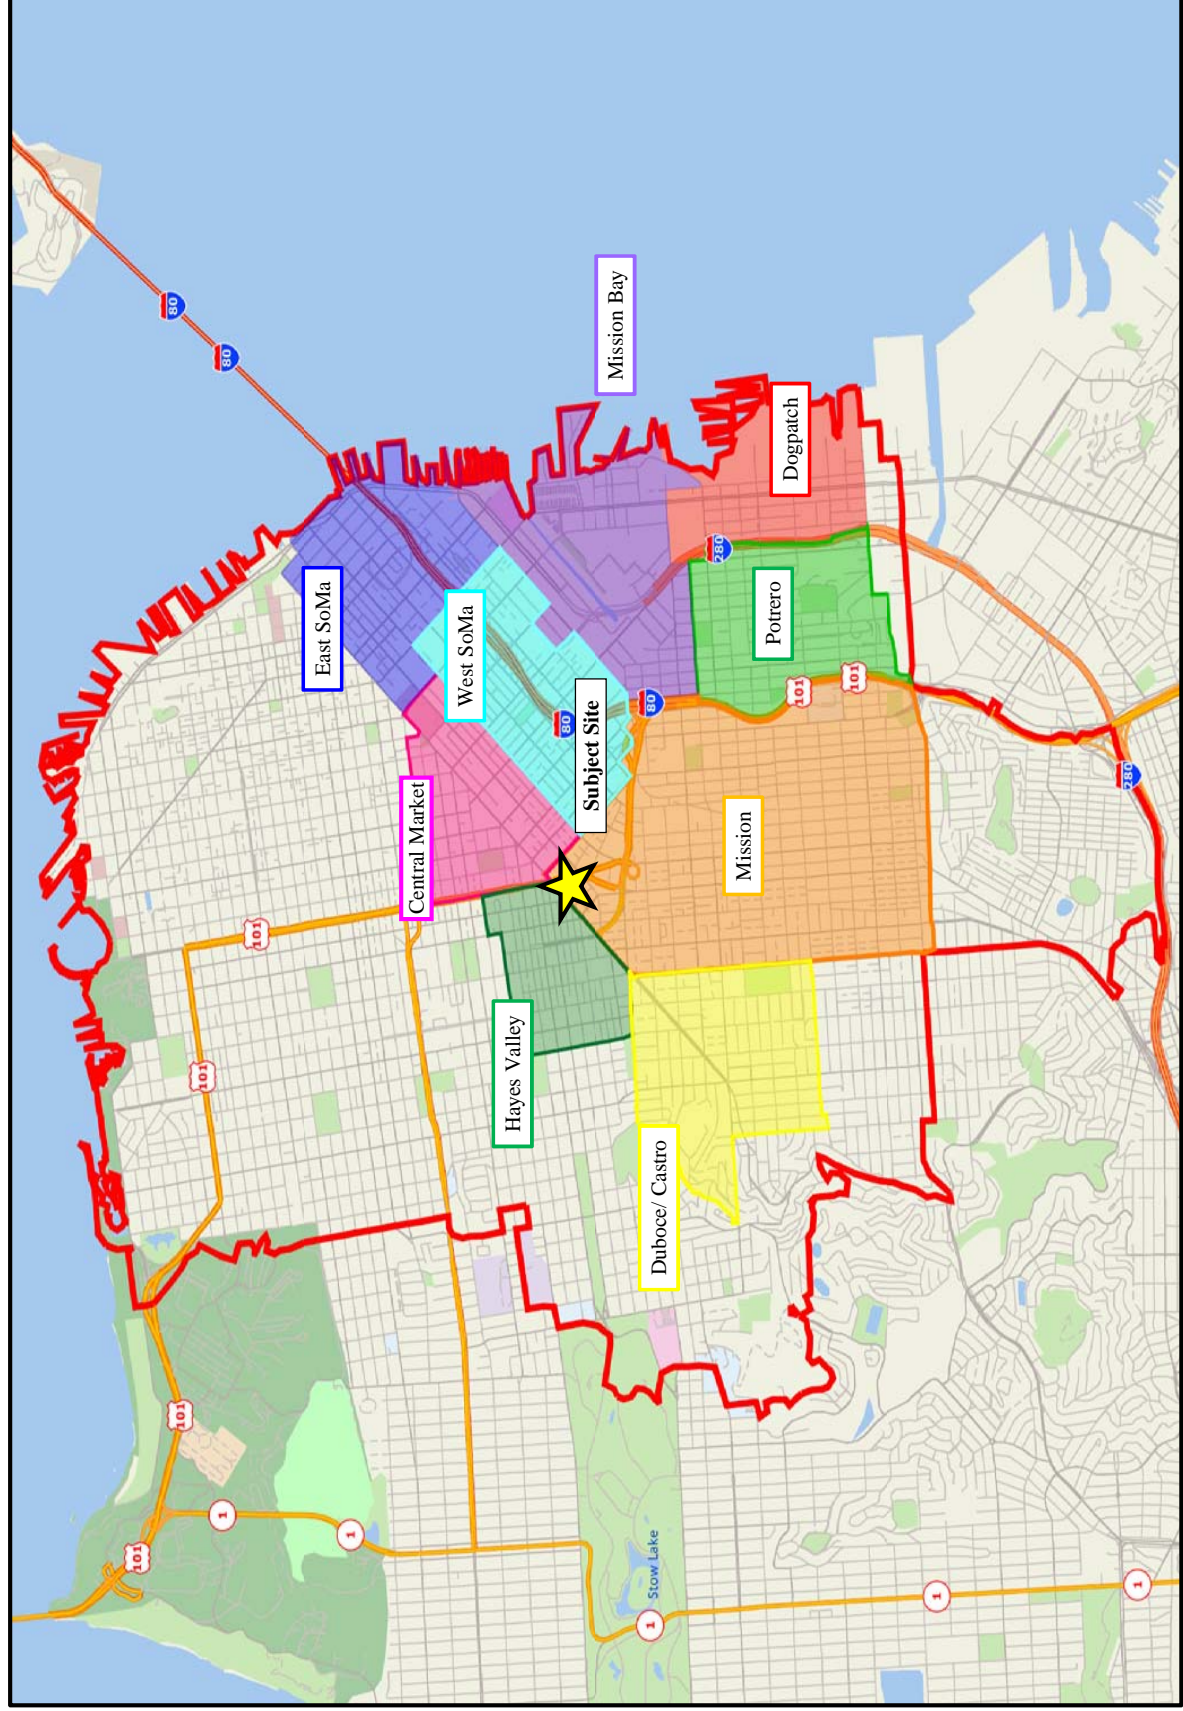 101
80
101
101
1
80
101
East SoMa
1
Central Market
West SoMa
Hayes Valley
80
Subject Site
Mission Bay
1
Stow Lake
80
Duboce/ Castro
280
Mission
Potrero
Dogpatch
101
101
1
280
1